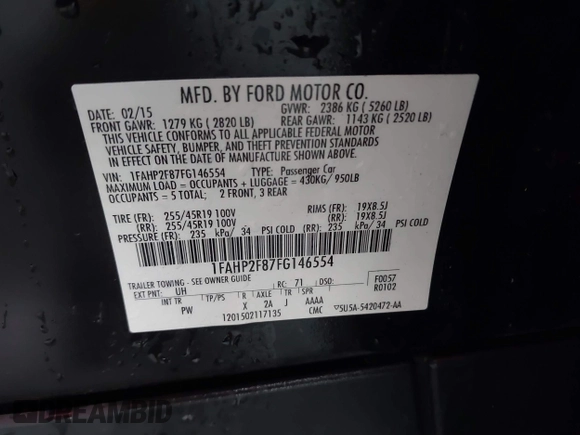 MFD. BY FORD MOTOR CO.
DATE: 02/15 GVWR: 2386 KG ( 5260 LB)
FRONT GAWR: 1279 KG ( 2820 LB) REAR GAWR: 1143 KG ( 2520 LB)
THIS VEHICLE CONFORMS TO ALL APPLICABLE FEDERAL MOTOR
VEHICLE SAFETY, BUMPER, AND THEFT PREVENTION STANDARDS
IN EFFECT ON THE DATE OF MANUFACTURE SHOWN ABOVE.
VIN: 1FAHP2F87FG146554 TYPE: Passenger Car
MAXIMUM LOAD = OCCUPANTS + LUGGAGE = 430KG/ 950LB
OCCUPANTS = 5 TOTAL; 2 FRONT, 3 REAR
TIRE (FR): 255/45R19 100V RIMS (FR): 19X8.5J
(RR): 255/45R19 100V (RR): 19X8.5J
PRESSURE (FR): 235 kPa/ 34 PSI COLD (RR): 235 kPa/ 34 PSI COLD
1FAHP2F87FG146554
TRAILER TOWING - SEE OWNER GUIDE
EXT PNT: UH RC: 71 F0057
R0102
INT TR TP/PS R AXLE TR SPR
PW X 2A J AAAA
1201502117135 CMC 5U5A-5420472-AA
DREAMBID